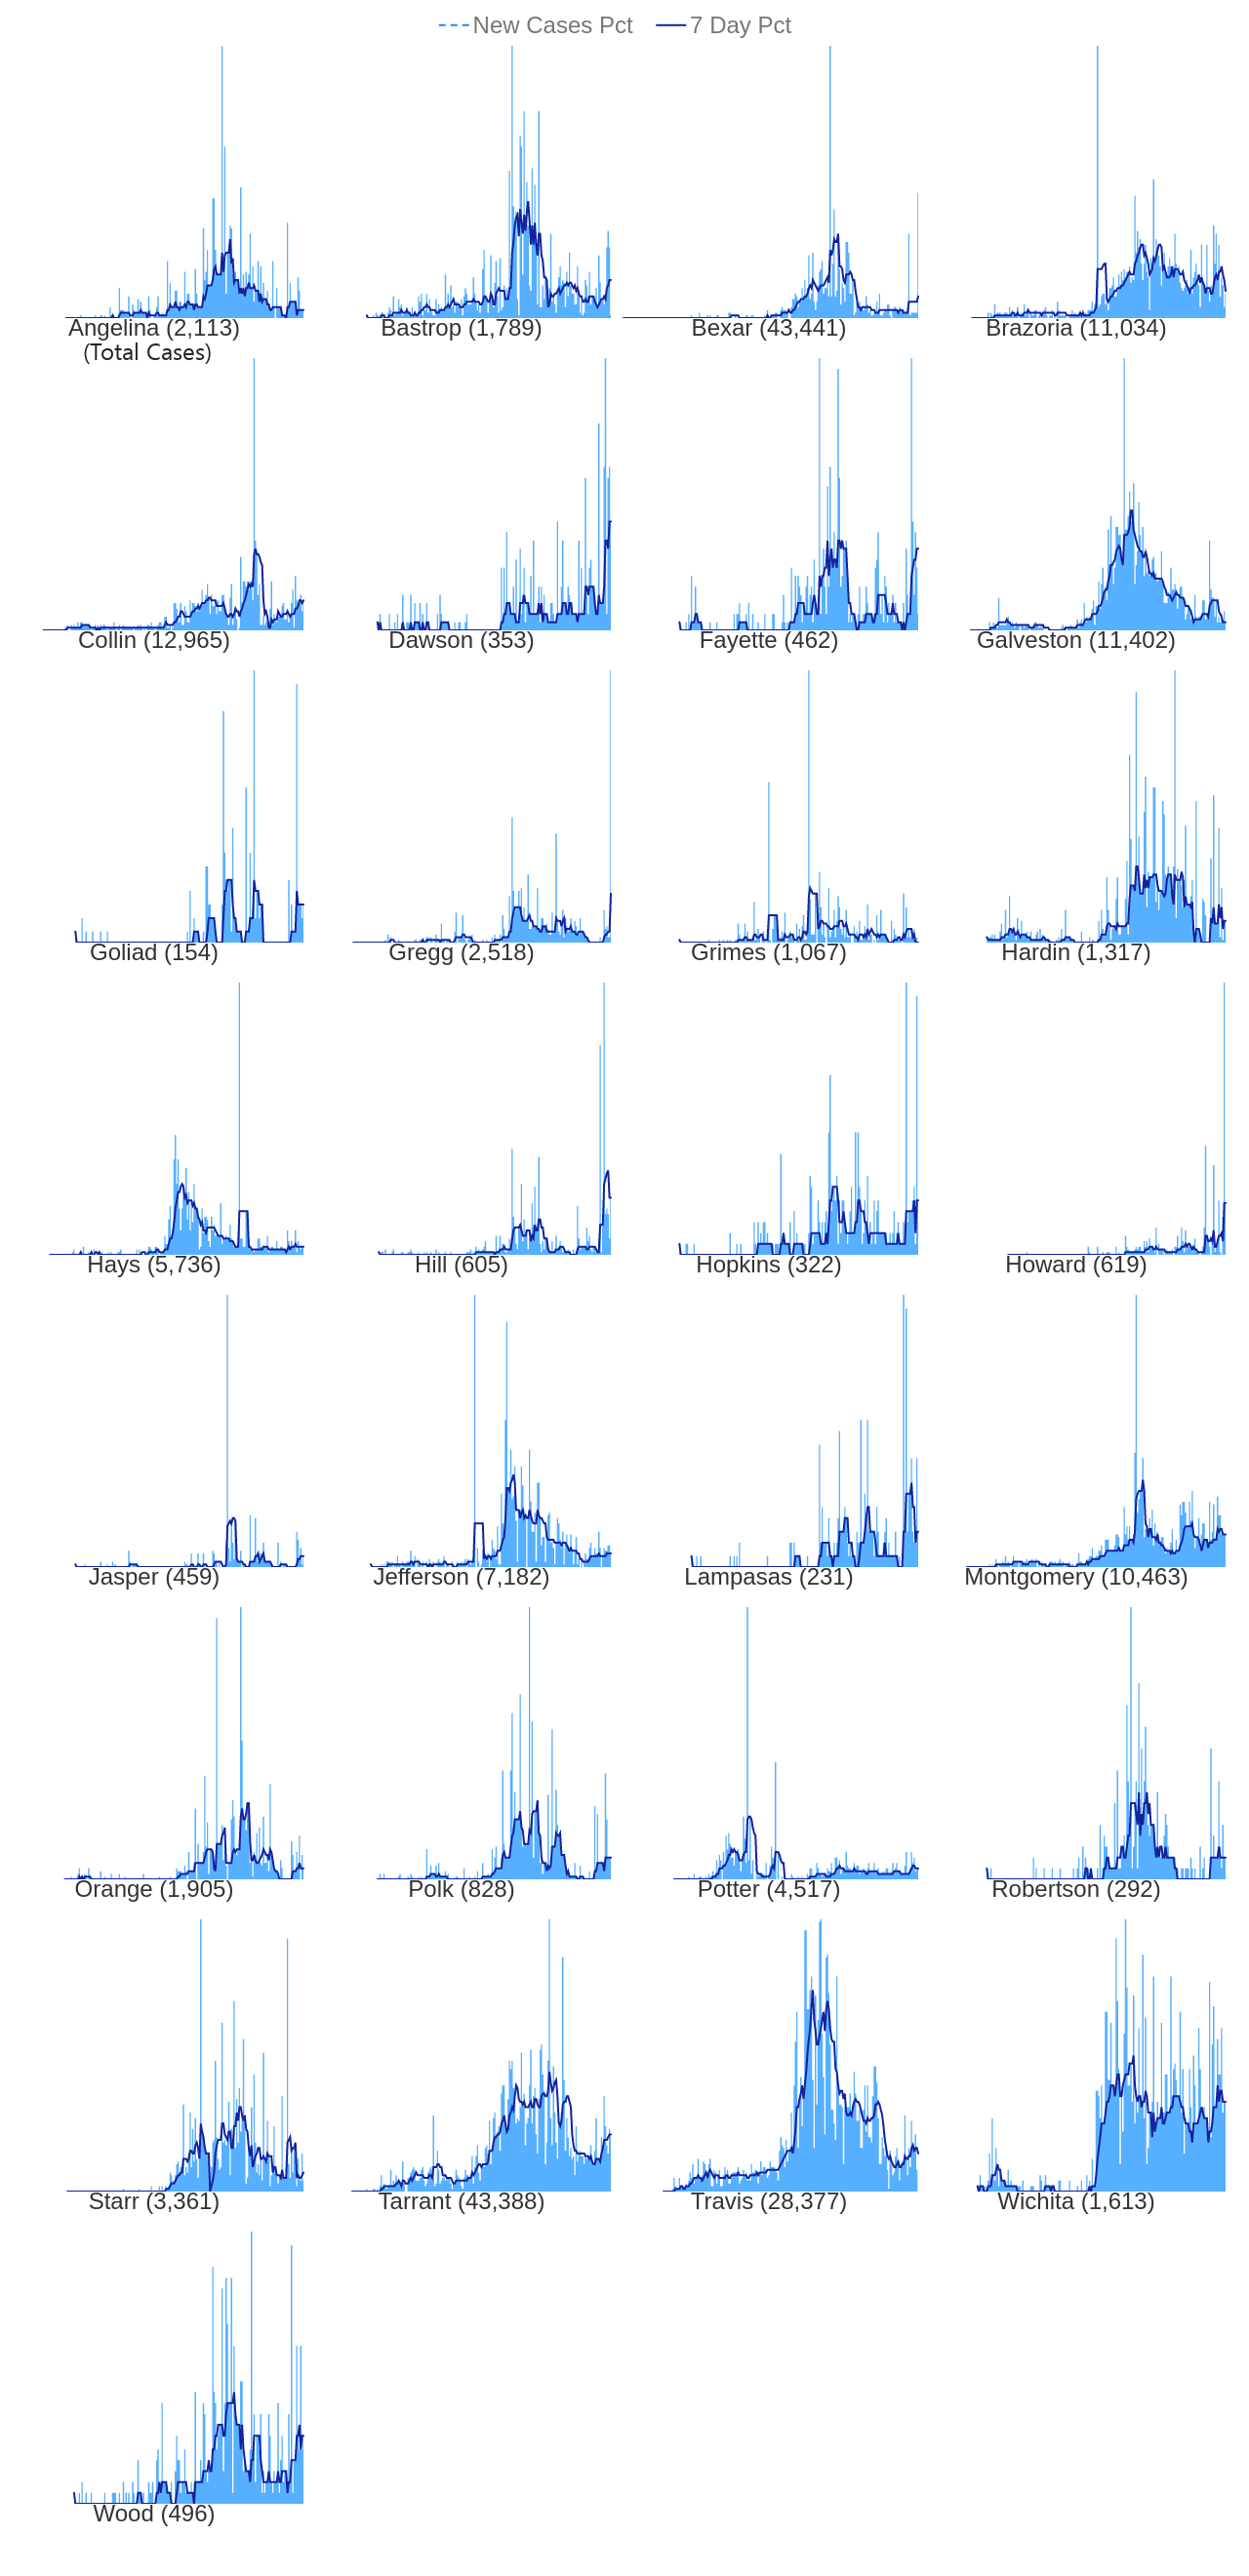 New Cases Pct 7 Day Pct
Angelina (2,113) Bastrop (1,789) Bexar (43,441) Brazoria (11,034)
(Total Cases)
Collin (12,965) Dawson (353) Fayette (462) Galveston (11,402)
Goliad (154) Gregg (2,518) Grimes (1,067) Hardin (1,317)
Hays (5,736) Hill (605) Hopkins (322) Howard (619)
Jasper (459) Jefferson (7,182) Lampasas (231) Montgomery (10,463)
Orange (1,905) Polk (828) Potter (4,517) Robertson (292)
Starr (3,361) Tarrant (43,388) Travis (28,377) Wichita (1,613)
Wood (496)